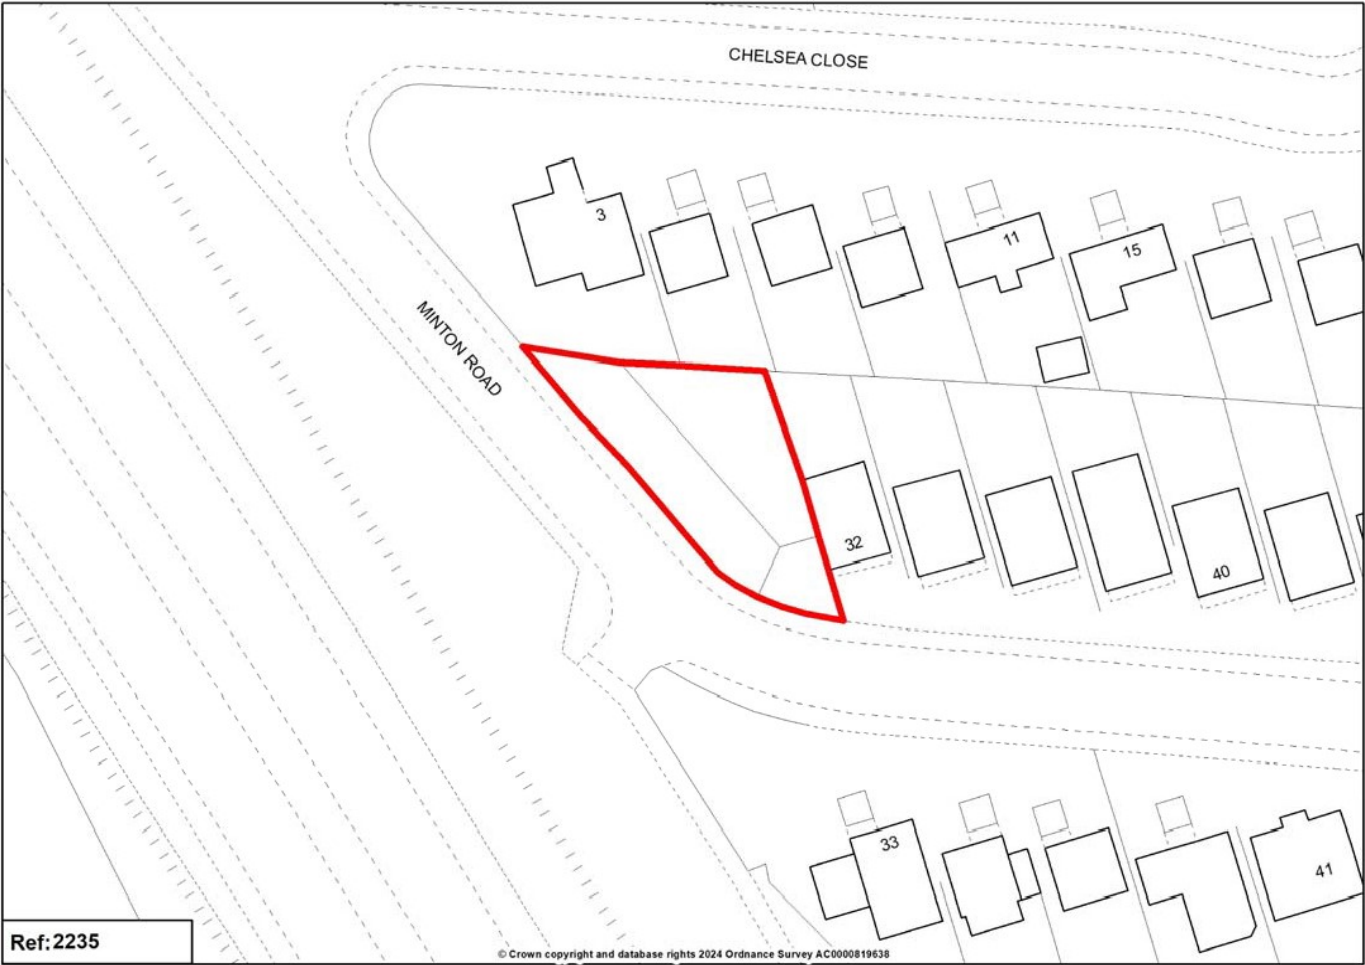 CHELSEA CLOSE
3
11
15
MINTON ROAD
32
40
33
41
Ref:2235
© Crown copyright and database rights 2024 Ordnance Survey AC0000819638